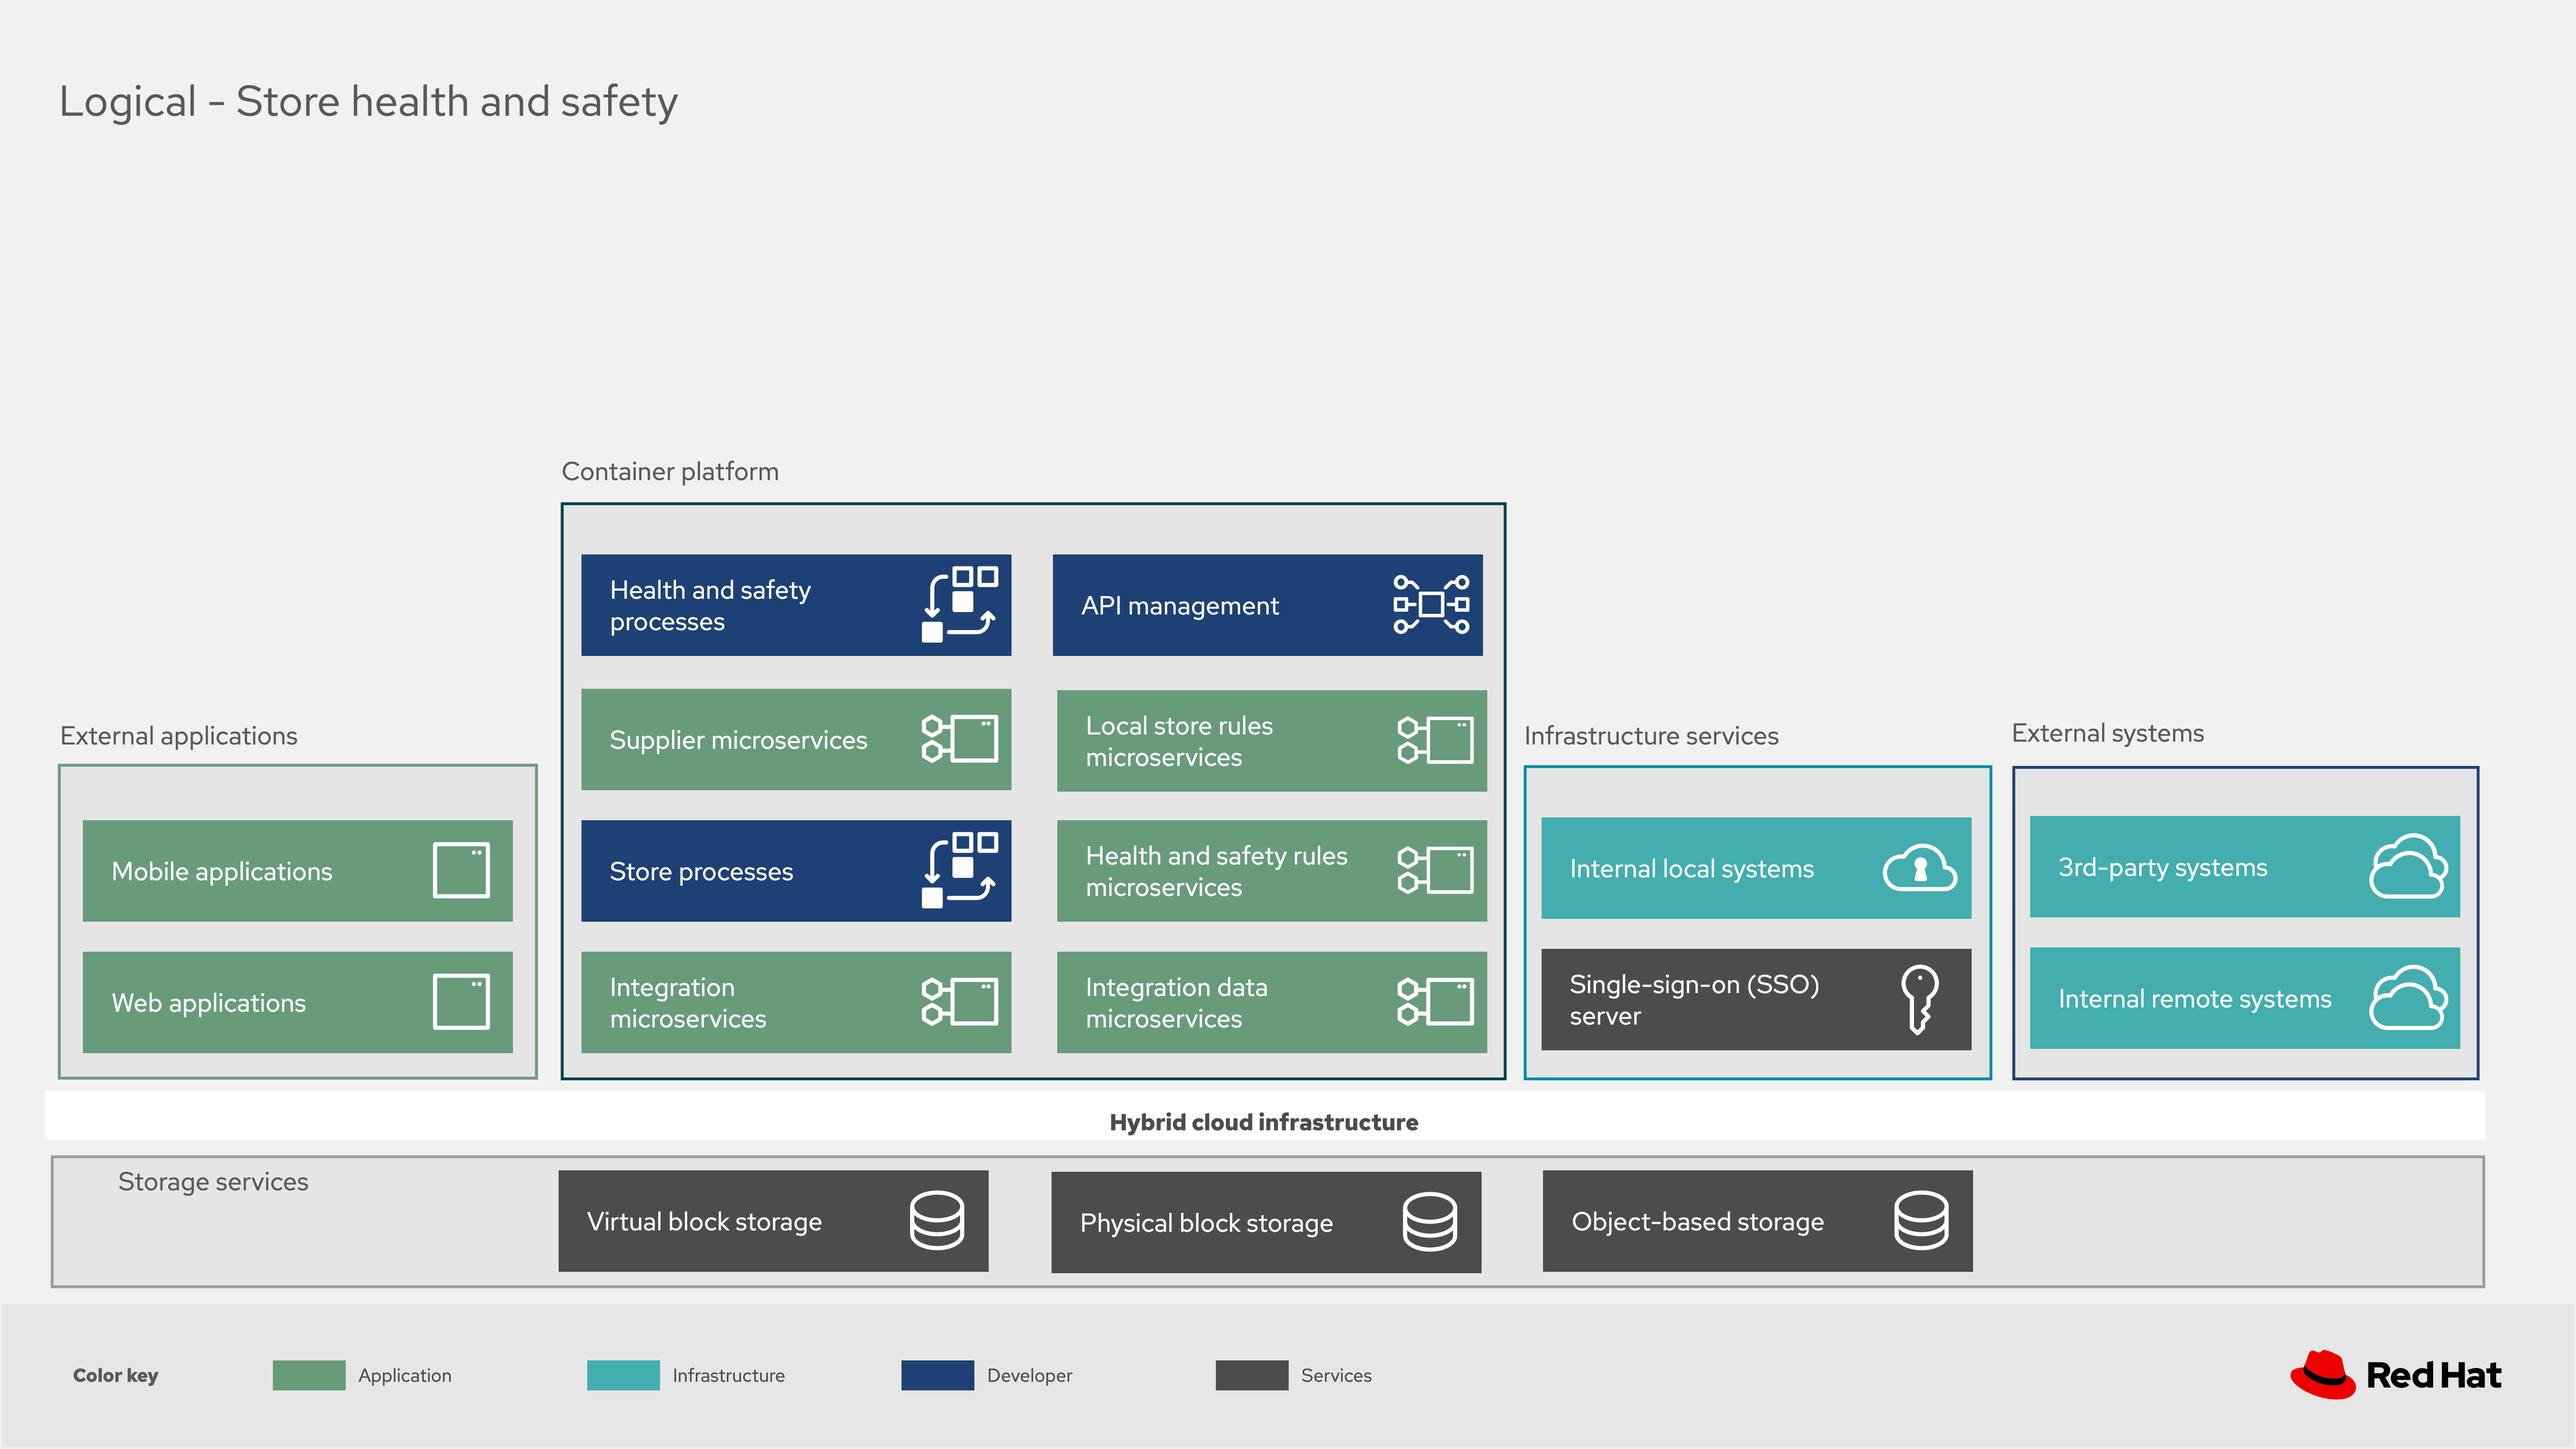 Logical - Store health and safety
Container platform
Health and safety
processes
API management
Supplier microservices
Local store rules
microservices
Store processes
Health and safety rules
microservices
Integration
microservices
Integration data
microservices
External applications
Mobile applications
Web applications
Infrastructure services
Internal local systems
Single-sign-on (SSO)
server
External systems
3rd-party systems
Internal remote systems
Hybrid cloud infrastructure
Storage services
Virtual block storage
Physical block storage
Object-based storage
Color key
Application
Infrastructure
Developer
Services
Red Hat